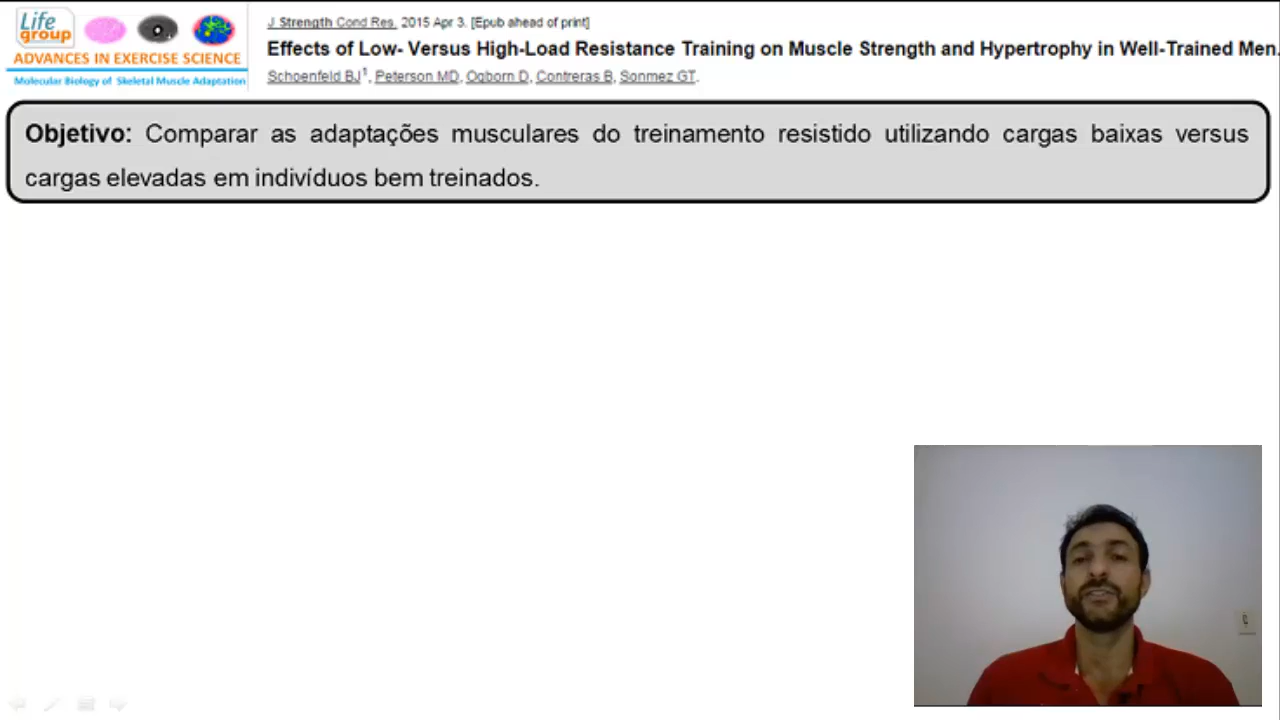 Life
group
ADVANCES IN EXERCISE SCIENCE
Molecular Biology of Skeletal Muscle Adaptation
J Strength Cond Res. 2015 Apr 3. [Epub ahead of print]
Effects of Low- Versus High-Load Resistance Training on Muscle Strength and Hypertrophy in Well-Trained Men.
Schoenfeld BJ1, Peterson MD, Ogborn D, Contreras B, Sonmez GT.
Objetivo: Comparar as adaptações musculares do treinamento resistido utilizando cargas baixas versus
cargas elevadas em indivíduos bem treinados.